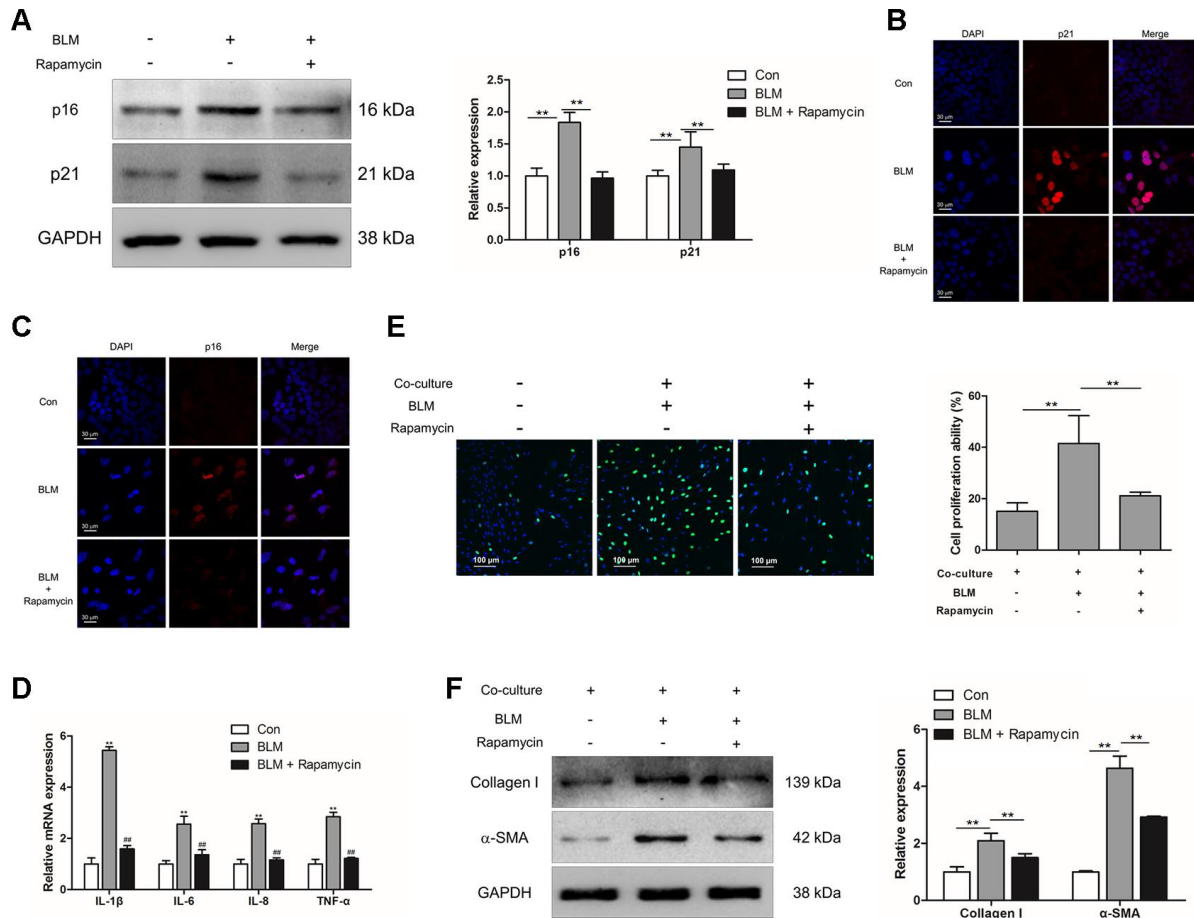 A
BLM - + +
Rapamycin - - +
p16 16 kDa
p21 21 kDa
GAPDH 38 kDa
Con
BLM
BLM + Rapamycin
Relative expression
2.5
2.0
1.5
1.0
0.5
0.0
** ** ** **
p16 p21
B
DAPI p21 Merge
Con
30 μm
BLM
30 μm
BLM
+
Rapamycin
30 μm
C
DAPI p16 Merge
Con
30 μm
BLM
30 μm
BLM
+
Rapamycin
30 μm
E
Co-culture - + +
BLM - + +
Rapamycin - - +
100 μm 100 μm 100 μm
Cell proliferation ability (%)
60
40
20
0
** **
Co-culture + + +
BLM - + +
Rapamycin - - +
D
Con
BLM
BLM + Rapamycin
Relative mRNA expression
6
4
2
0
** ## ** ## ** ## ** ##
IL-1β IL-6 IL-8 TNF-α
F
Co-culture + + +
BLM - + +
Rapamycin - - +
Collagen I 139 kDa
α-SMA 42 kDa
GAPDH 38 kDa
Con
BLM
BLM + Rapamycin
Relative expression
6
4
2
0
** ** ** **
Collagen I α-SMA